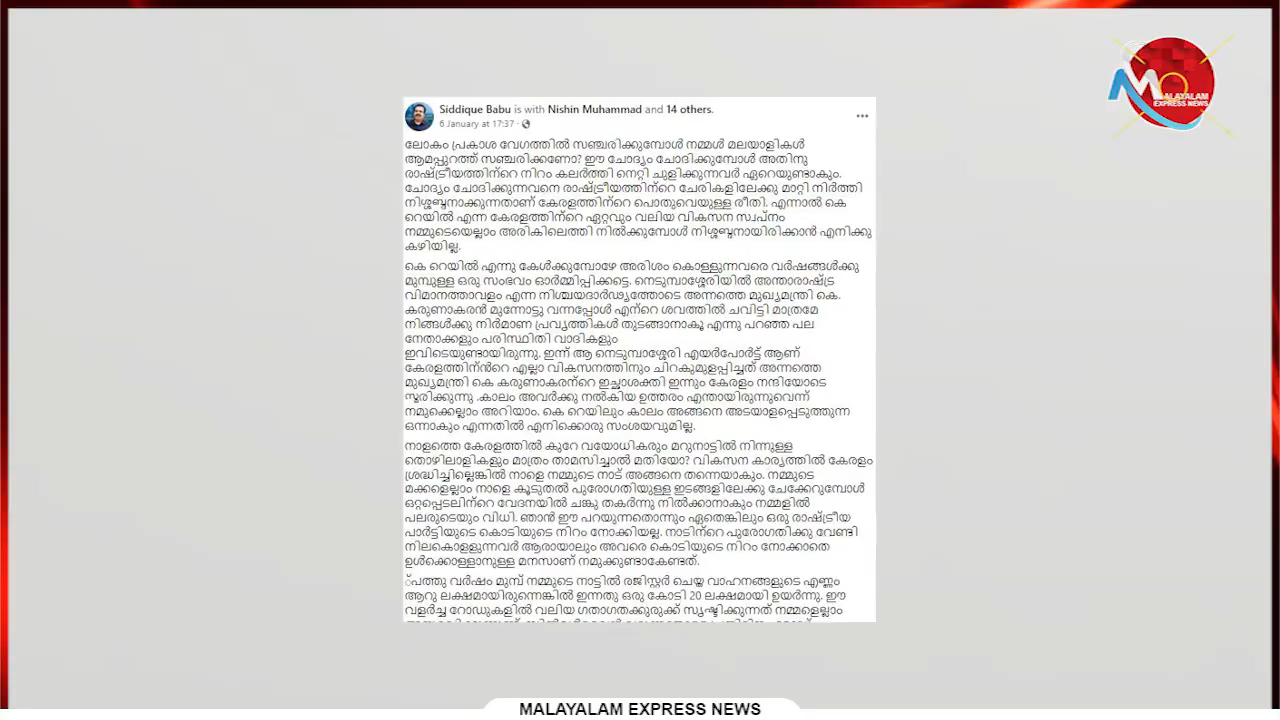 MALAYALAM
EXPRESS NEWS
Siddique Babu is with Nishin Muhammad and 14 others.
6 January at 17:37
ലോകം പ്രകാശ വേഗത്തിൽ സഞ്ചരിക്കുമ്പോൾ നമ്മൾ മലയാളികൾ
ആമപ്പുറത്ത് സഞ്ചരിക്കണോ? ഈ ചോദ്യം ചോദിക്കുമ്പോൾ അതിനു
രാഷ്ട്രീയത്തിന്റെ നിറം കലർത്തി നെറ്റി ചുളിക്കുന്നവർ ഏറെയുണ്ടാകും.
ചോദ്യം ചോദിക്കുന്നവനെ രാഷ്ട്രീയത്തിന്റെ ചേരികളിലേക്കു മാറ്റി നിർത്തി
നിശ്ശബ്ദനാക്കുന്നതാണ് കേരളത്തിന്റെ പൊതുവെയുള്ള രീതി. എന്നാൽ കെ
റെയിൽ എന്ന കേരളത്തിന്റെ ഏറ്റവും വലിയ വികസന സ്വപ്നം
നമ്മുടെയെല്ലാം അരികിലെത്തി നിൽക്കുമ്പോൾ നിശ്ശബ്ദനായിരിക്കാൻ എനിക്കു
കഴിയില്ല.
കെ റെയിൽ എന്നു കേൾക്കുമ്പോഴേ അരിശം കൊള്ളുന്നവരെ വർഷങ്ങൾക്കു
മുമ്പുള്ള ഒരു സംഭവം ഓർമ്മിപ്പിക്കട്ടെ. നെടുമ്പാശ്ശേരിയിൽ അന്താരാഷ്ട്ര
വിമാനത്താവളം എന്ന നിശ്ചയദാർഢ്യത്തോടെ അന്നത്തെ മുഖ്യമന്ത്രി കെ.
കരുണാകരൻ മുന്നോട്ടു വന്നപ്പോൾ എന്റെ ശവത്തിൽ ചവിട്ടി മാത്രമേ
നിങ്ങൾക്കു നിർമാണ പ്രവൃത്തികൾ തുടങ്ങാനാകൂ എന്നു പറഞ്ഞ പല
നേതാക്കളും പരിസ്ഥിതി വാദികളും
ഇവിടെയുണ്ടായിരുന്നു. ഇന്ന് ആ നെടുമ്പാശ്ശേരി എയർപോർട്ട് ആണ്
കേരളത്തിന്ൻറെ എല്ലാ വികസനത്തിനും ചിറകുമുളപ്പിച്ചത് അന്നത്തെ
മുഖ്യമന്ത്രി കെ കരുണാകരന്റെ ഇച്ഛാശക്തി ഇന്നും കേരളം നന്ദിയോടെ
സ്മരിക്കുന്നു .കാലം അവർക്കു നൽകിയ ഉത്തരം എന്തായിരുന്നുവെന്ന്
നമുക്കെല്ലാം അറിയാം. കെ റെയിലും കാലം അങ്ങനെ അടയാളപ്പെടുത്തുന്ന
ഒന്നാകും എന്നതിൽ എനിക്കൊരു സംശയവുമില്ല.
നാളത്തെ കേരളത്തിൽ കുറേ വയോധികരും മറുനാട്ടിൽ നിന്നുള്ള
തൊഴിലാളികളും മാത്രം താമസിച്ചാൽ മതിയോ? വികസന കാര്യത്തിൽ കേരളം
ശ്രദ്ധിച്ചില്ലെങ്കിൽ നാളെ നമ്മുടെ നാട് അങ്ങനെ തന്നെയാകും. നമ്മുടെ
മക്കളെല്ലാം നാളെ കൂടുതൽ പുരോഗതിയുള്ള ഇടങ്ങളിലേക്കു ചേക്കേറുമ്പോൾ
ഒറ്റപ്പെടലിന്റെ വേദനയിൽ ചങ്കു തകർന്നു നിൽക്കാനാകും നമ്മളിൽ
പലരുടെയും വിധി. ഞാൻ ഈ പറയുന്നതൊന്നും ഏതെങ്കിലും ഒരു രാഷ്ട്രീയ
പാർട്ടിയുടെ കൊടിയുടെ നിറം നോക്കിയല്ല. നാടിന്റെ പുരോഗതിക്കു വേണ്ടി
നിലകൊള്ളുന്നവർ ആരായാലും അവരെ കൊടിയുടെ നിറം നോക്കാതെ
ഉൾക്കൊള്ളാനുള്ള മനസാണ് നമുക്കുണ്ടാകേണ്ടത്.
്പത്തു വർഷം മുമ്പ് നമ്മുടെ നാട്ടിൽ രജിസ്റ്റർ ചെയ്ത വാഹനങ്ങളുടെ എണ്ണം
ആറു ലക്ഷമായിരുന്നെങ്കിൽ ഇന്നതു ഒരു കോടി 20 ലക്ഷമായി ഉയർന്നു. ഈ
വളർച്ച റോഡുകളിൽ വലിയ ഗതാഗതക്കുരുക്ക് സൃഷ്ടിക്കുന്നത് നമ്മളെല്ലാം
MALAYALAM EXPRESS NEWS